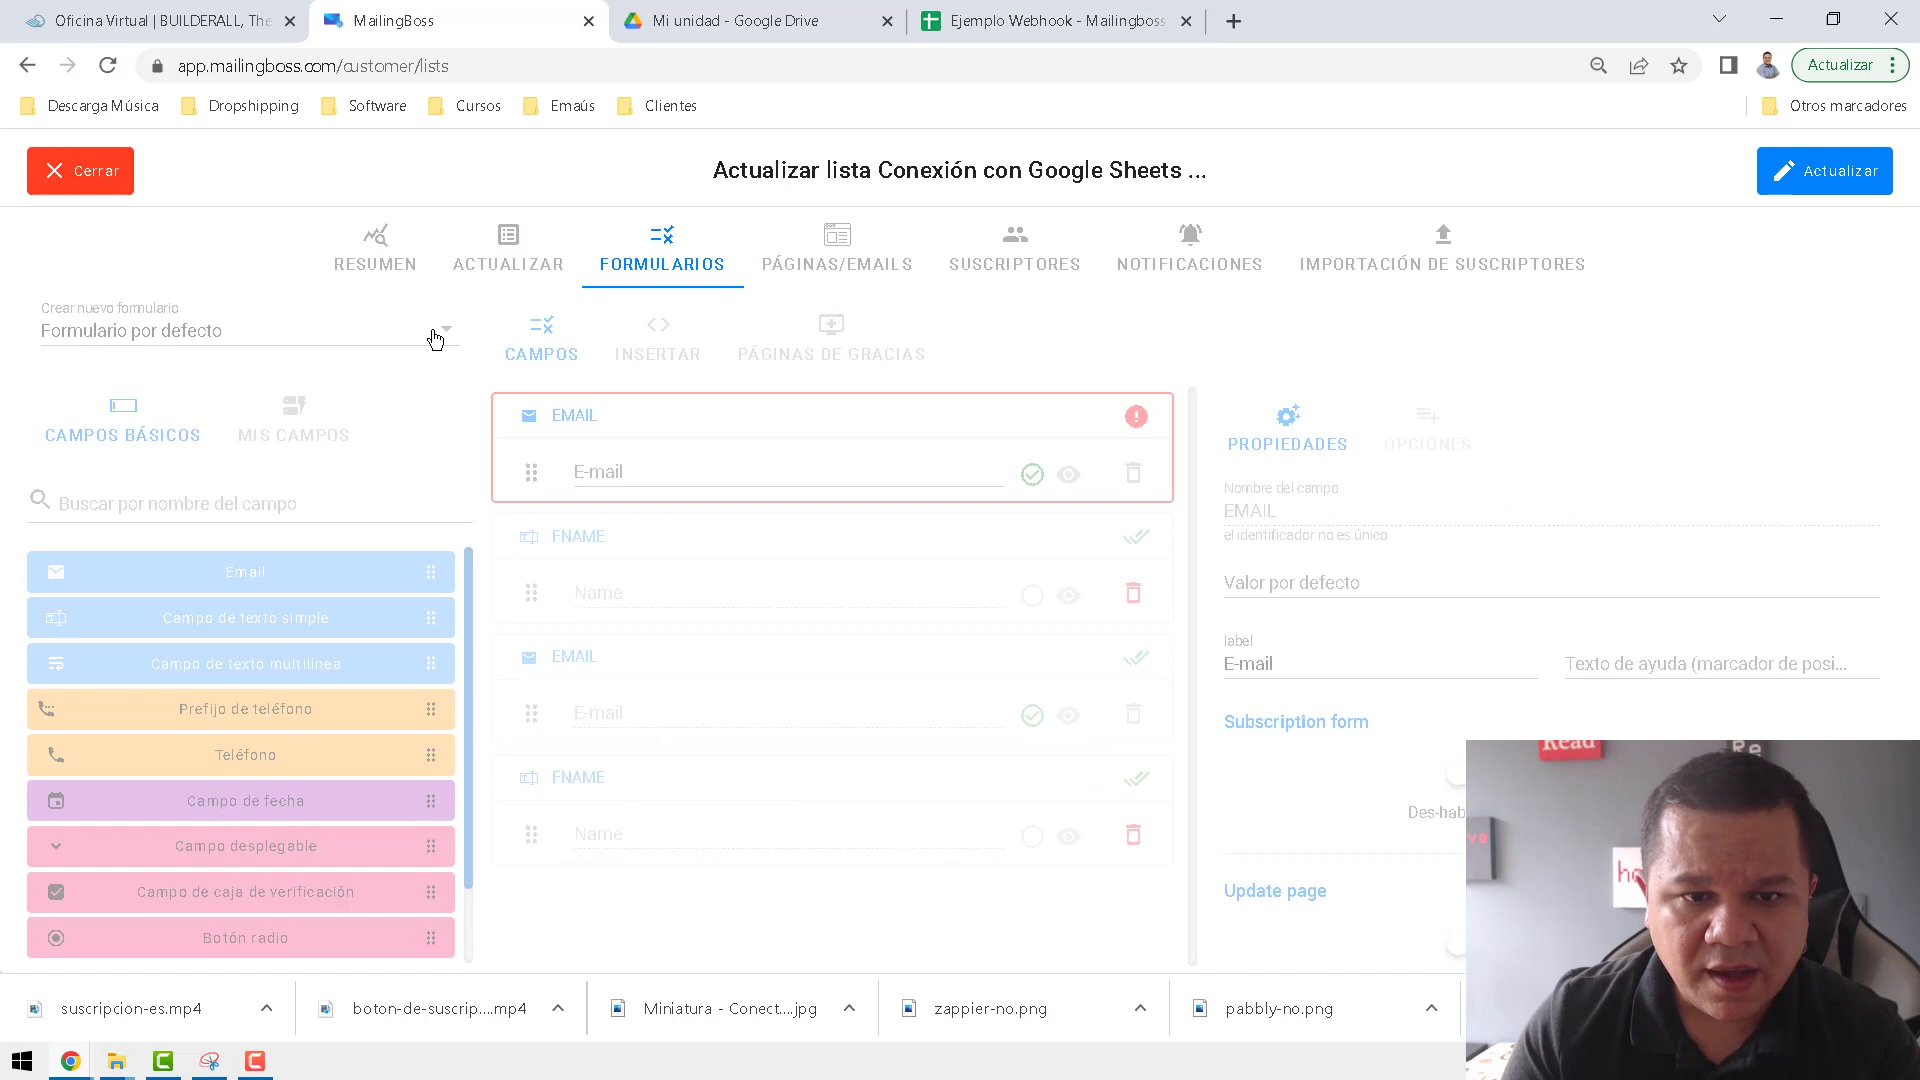 Oficina Virtual | BUILDERALL, The
MailingBoss
Mi unidad - Google Drive
Ejemplo Webhook - Mailingboss
app.mailingboss.com/customer/lists
Actualizar
Descarga Música
Dropshipping
Software
Cursos
Emaús
Clientes
Otros marcadores
Cerrar
Actualizar lista Conexión con Google Sheets ...
Actualizar
RESUMEN
ACTUALIZAR
FORMULARIOS
PÁGINAS/EMAILS
SUSCRIPTORES
NOTIFICACIONES
IMPORTACIÓN DE SUSCRIPTORES
Crear nuevo formulario
Formulario por defecto
CAMPOS
INSERTAR
PÁGINAS DE GRACIAS
CAMPOS BÁSICOS
MIS CAMPOS
Buscar por nombre del campo
Email
Campo de texto simple
Campo de texto multilínea
Prefijo de teléfono
Teléfono
Campo de fecha
Campo desplegable
Campo de caja de verificación
Botón radio
EMAIL
E-mail
FNAME
Name
EMAIL
E-mail
FNAME
Name
PROPIEDADES
OPCIONES
Nombre del campo
EMAIL
el identificador no es único
Valor por defecto
label
E-mail
Texto de ayuda (marcador de posi...
Subscription form
Des-hab
Update page
Read
Re
ve
ho
suscripcion-es.mp4
boton-de-suscrip....mp4
Miniatura - Conect....jpg
zappier-no.png
pabbly-no.png